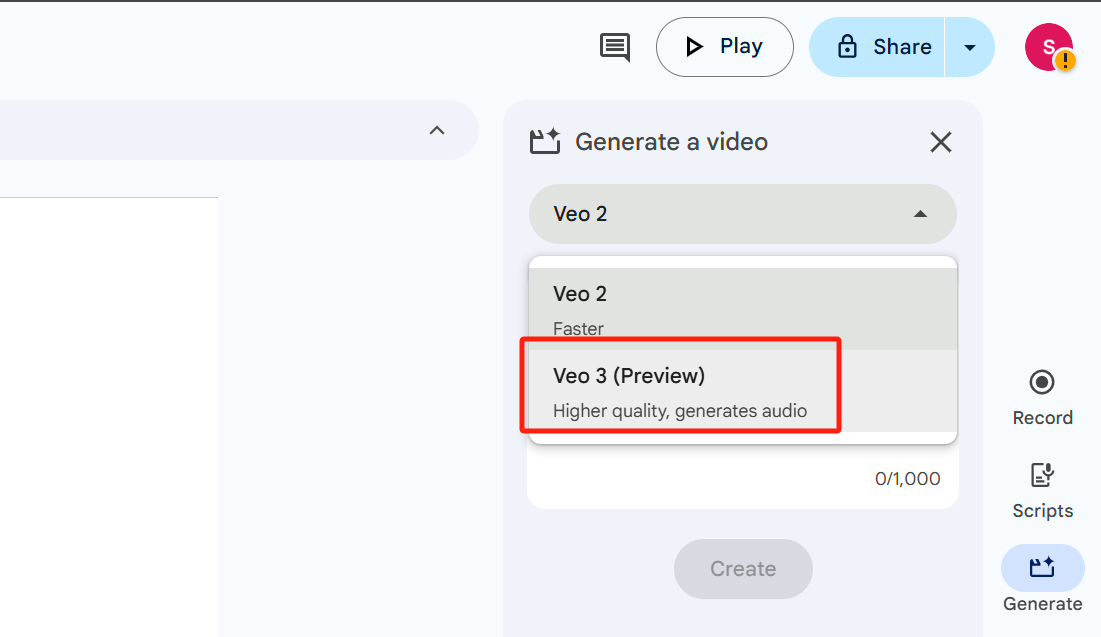 Play
Share
S
!
Generate a video
Veo 2
Veo 2
Faster
Veo 3 (Preview)
Higher quality, generates audio
0/1,000
Create
Record
Scripts
Generate